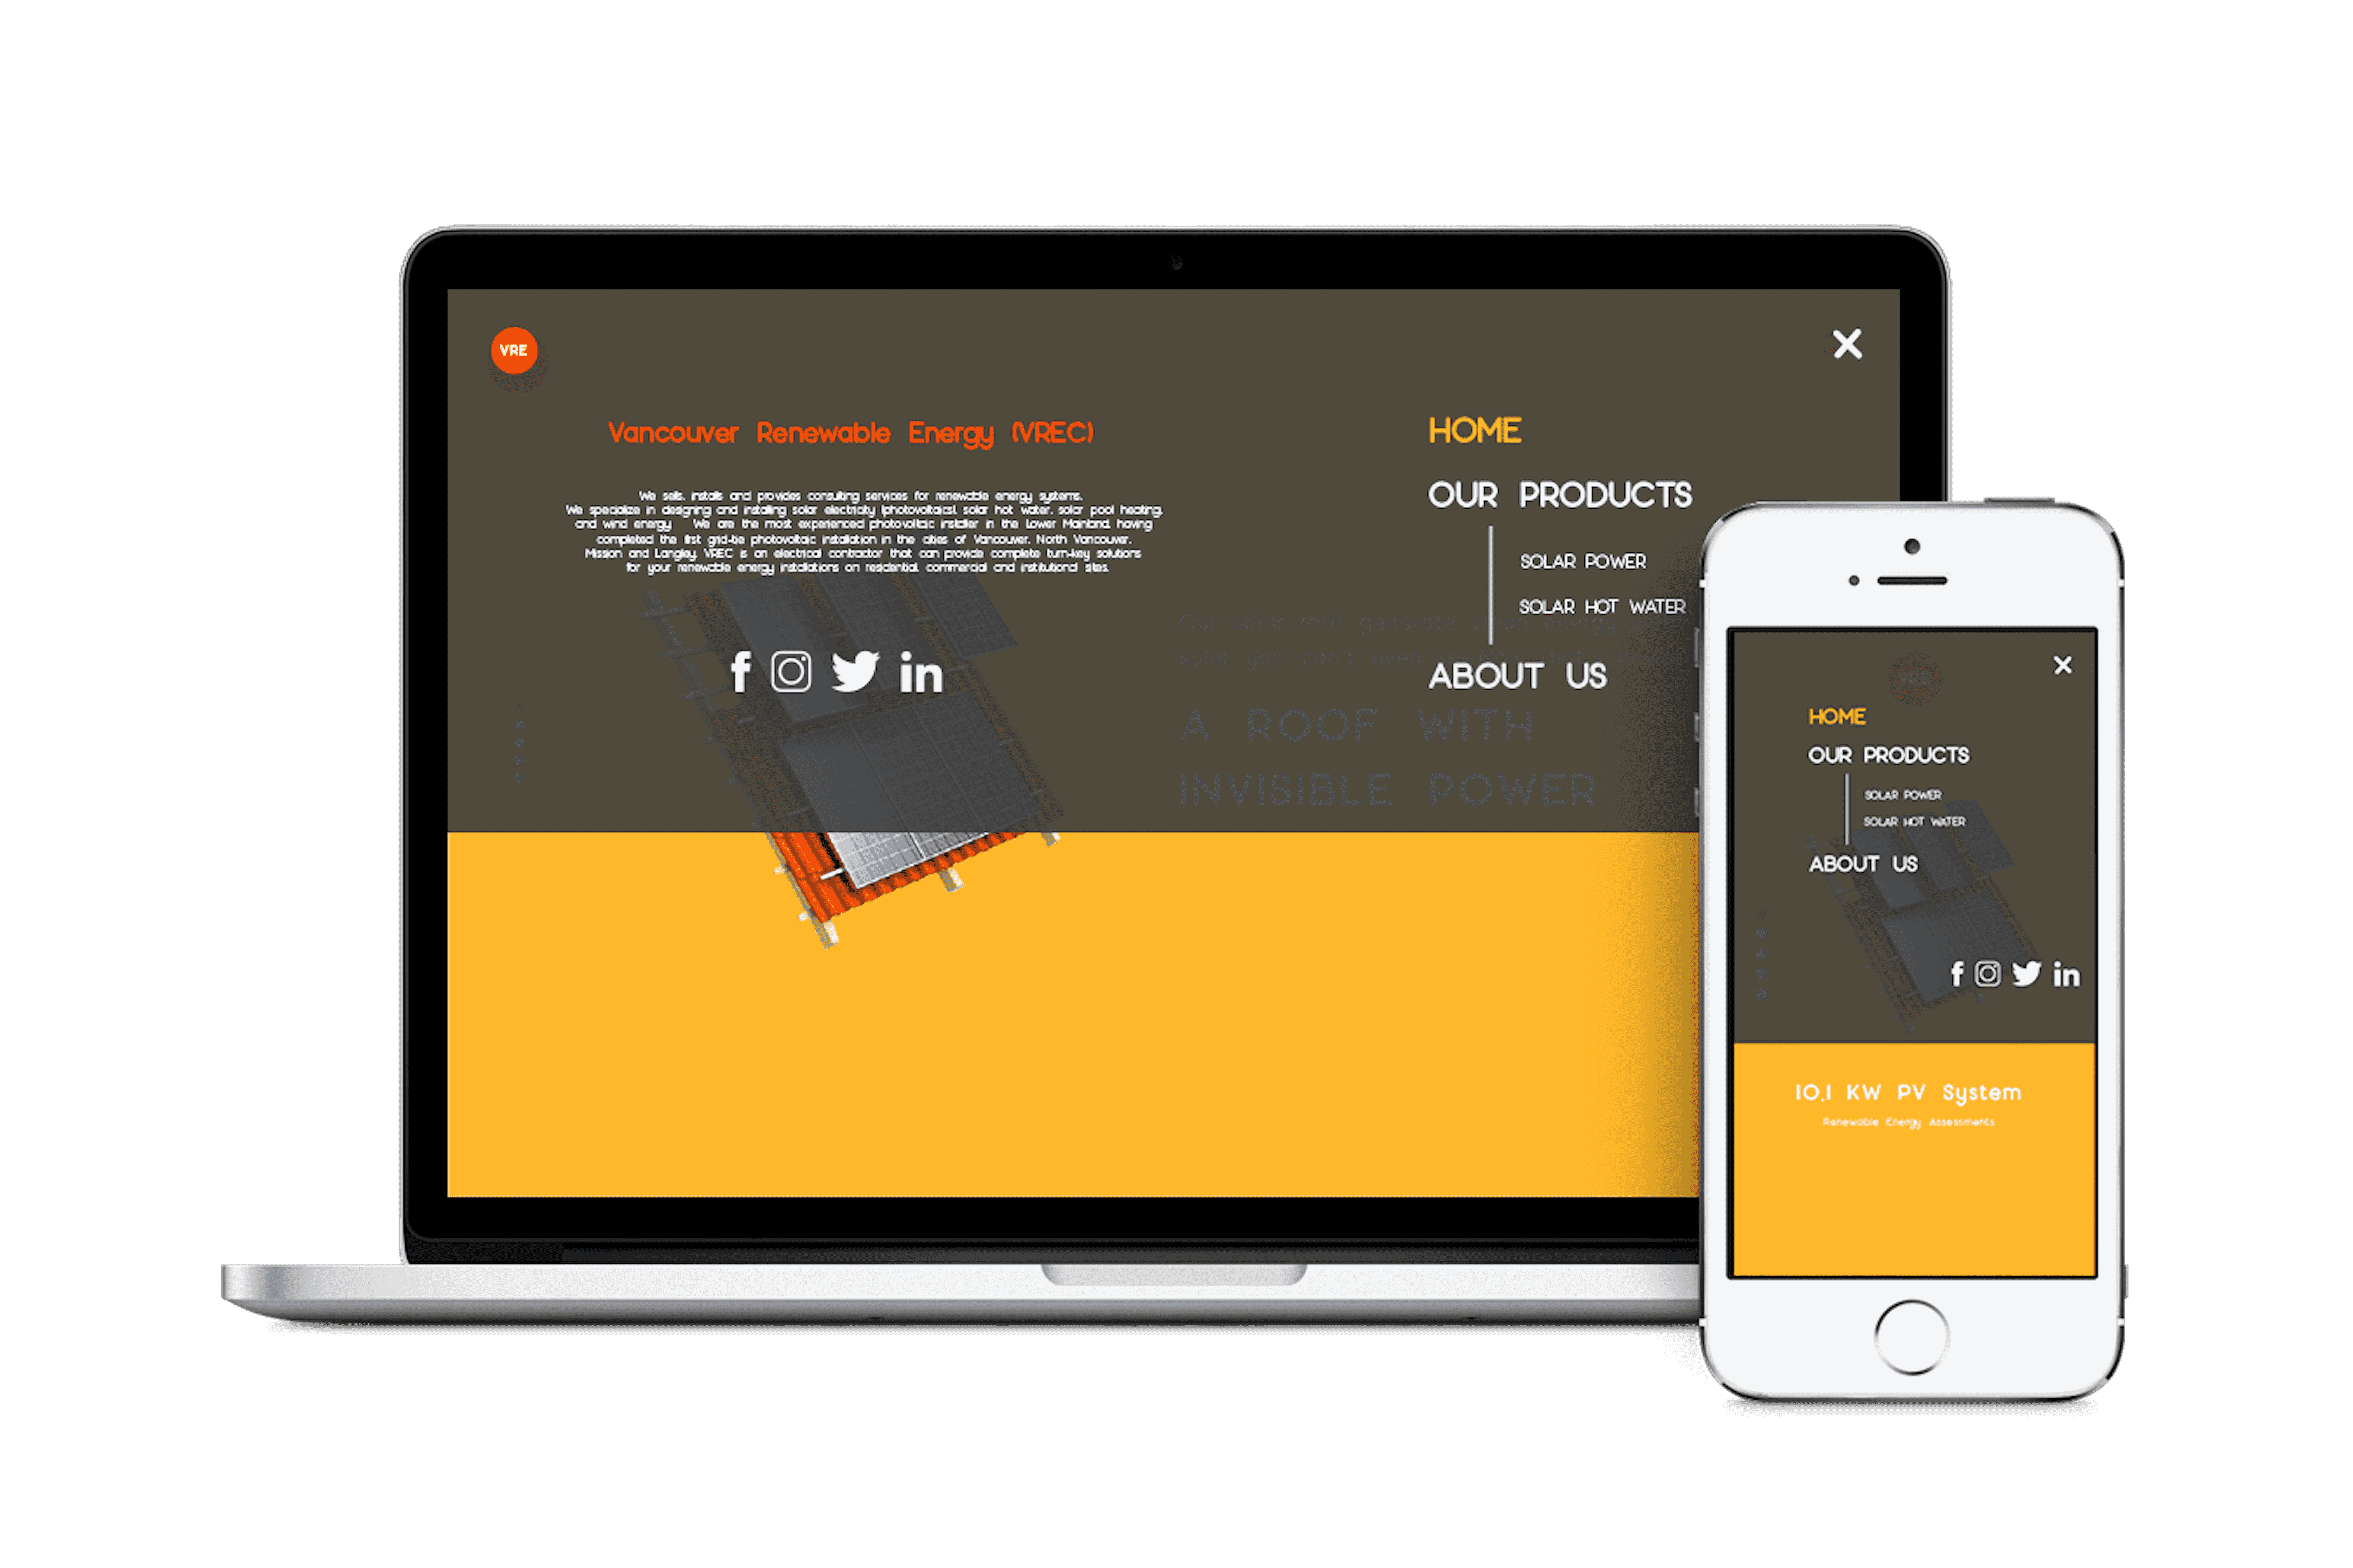 VRE
Vancouver Renewable Energy (VREC)
We sells, installs and provides consulting services for renewable energy systems.
We specialize in designing and installing solar electricity (photovoltaics), solar hot water, solar pool heating,
and wind energy We are the most experienced photovoltaic installer in the Lower Mainland, having
completed the first grid-tie photovoltaic installation in the cities of Vancouver, North Vancouver,
Mission and Langley. VREC is an electrical contractor that can provide complete turn-key solutions
for your renewable energy installations on residential, commercial and institutional sites.
HOME
OUR PRODUCTS
SOLAR POWER
SOLAR HOT WATER
ABOUT US
Our solar roof generate clean energy with
solar you can't even
power
A ROOF WITH
INVISIBLE POWER
VRE
HOME
OUR PRODUCTS
SOLAR POWER
SOLAR HOT WATER
ABOUT US
10.1 KW PV System
Renewable Energy Assessments